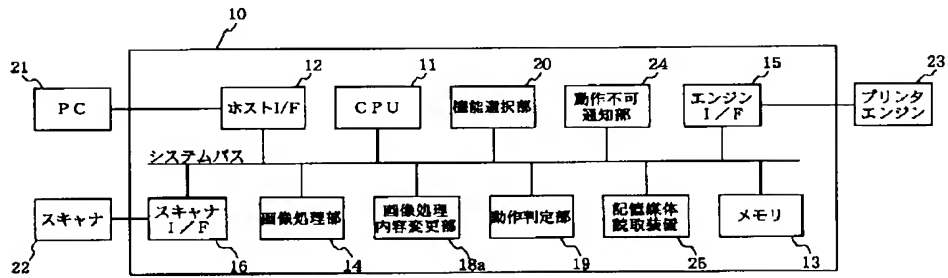 10
21
12
11
20
24
15
23
PC
ホストI/F
CPU
機能選択部
動作不可
通知部
エンジン
I/F
プリンタ
エンジン
システムバス
スキャナ
スキャナ
I/F
画像処理部
画像処理
内容変更部
動作判定部
記憶媒体
読取装置
メモリ
22
16
14
18a
19
25
13